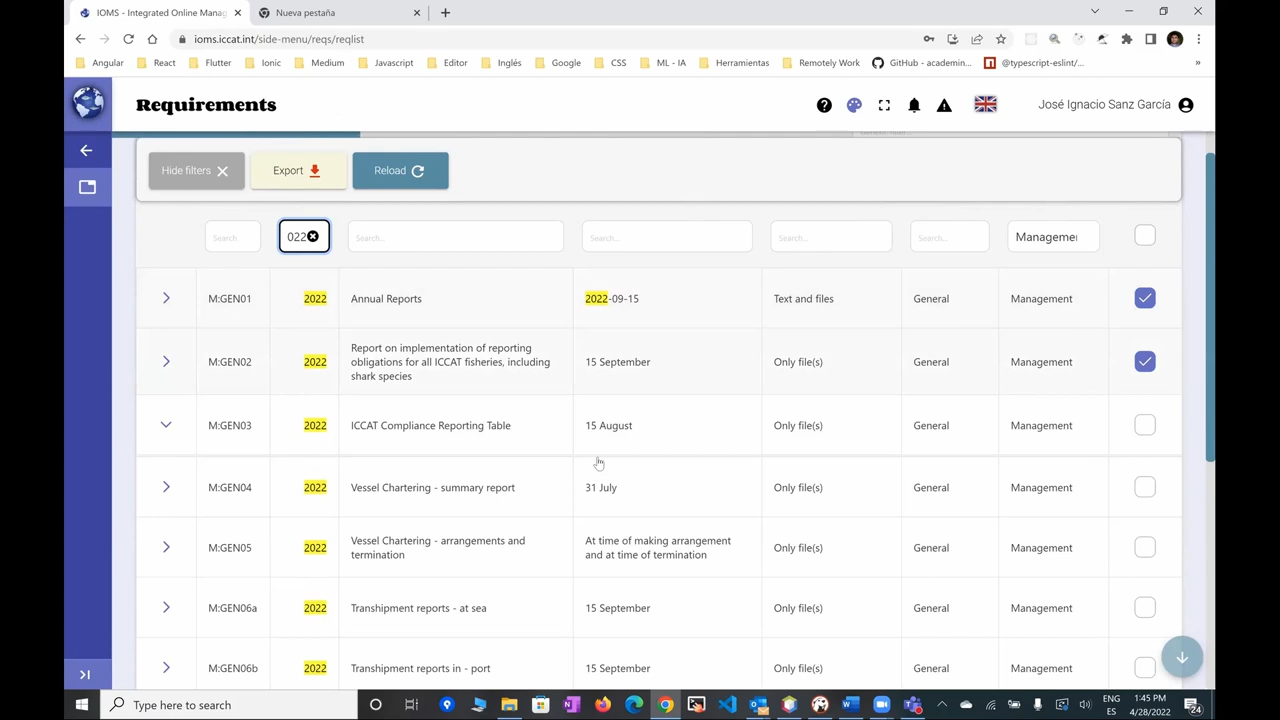 IOMS - Integrated Online Manag
Nueva pestaña
ioms.iccat.int/side-menu/reqs/reqlist
Angular React Flutter Ionic Medium Javascript Editor Inglés Google CSS ML - IA Herramientas Remotely Work GitHub - academin... @typescript-eslint/... »
Requirements
José Ignacio Sanz García
Hide filters
Export
Reload
Search
022
Search...
Search...
Search...
Search...
Managemei
M:GEN01 2022 Annual Reports 2022-09-15 Text and files General Management
Report on implementation of reporting
M:GEN02 2022 obligations for all ICCAT fisheries, including 15 September Only file(s) General Management
shark species
M:GEN03 2022 ICCAT Compliance Reporting Table 15 August Only file(s) General Management
M:GEN04 2022 Vessel Chartering - summary report 31 July Only file(s) General Management
M:GEN05 2022 Vessel Chartering - arrangements and termination At time of making arrangement and at time of termination Only file(s) General Management
M:GEN06a 2022 Transhipment reports - at sea 15 September Only file(s) General Management
M:GEN06b 2022 Transhipment reports in - port 15 September Only file(s) General Management
Type here to search
ENG
ES
1:45 PM
4/28/2022
24